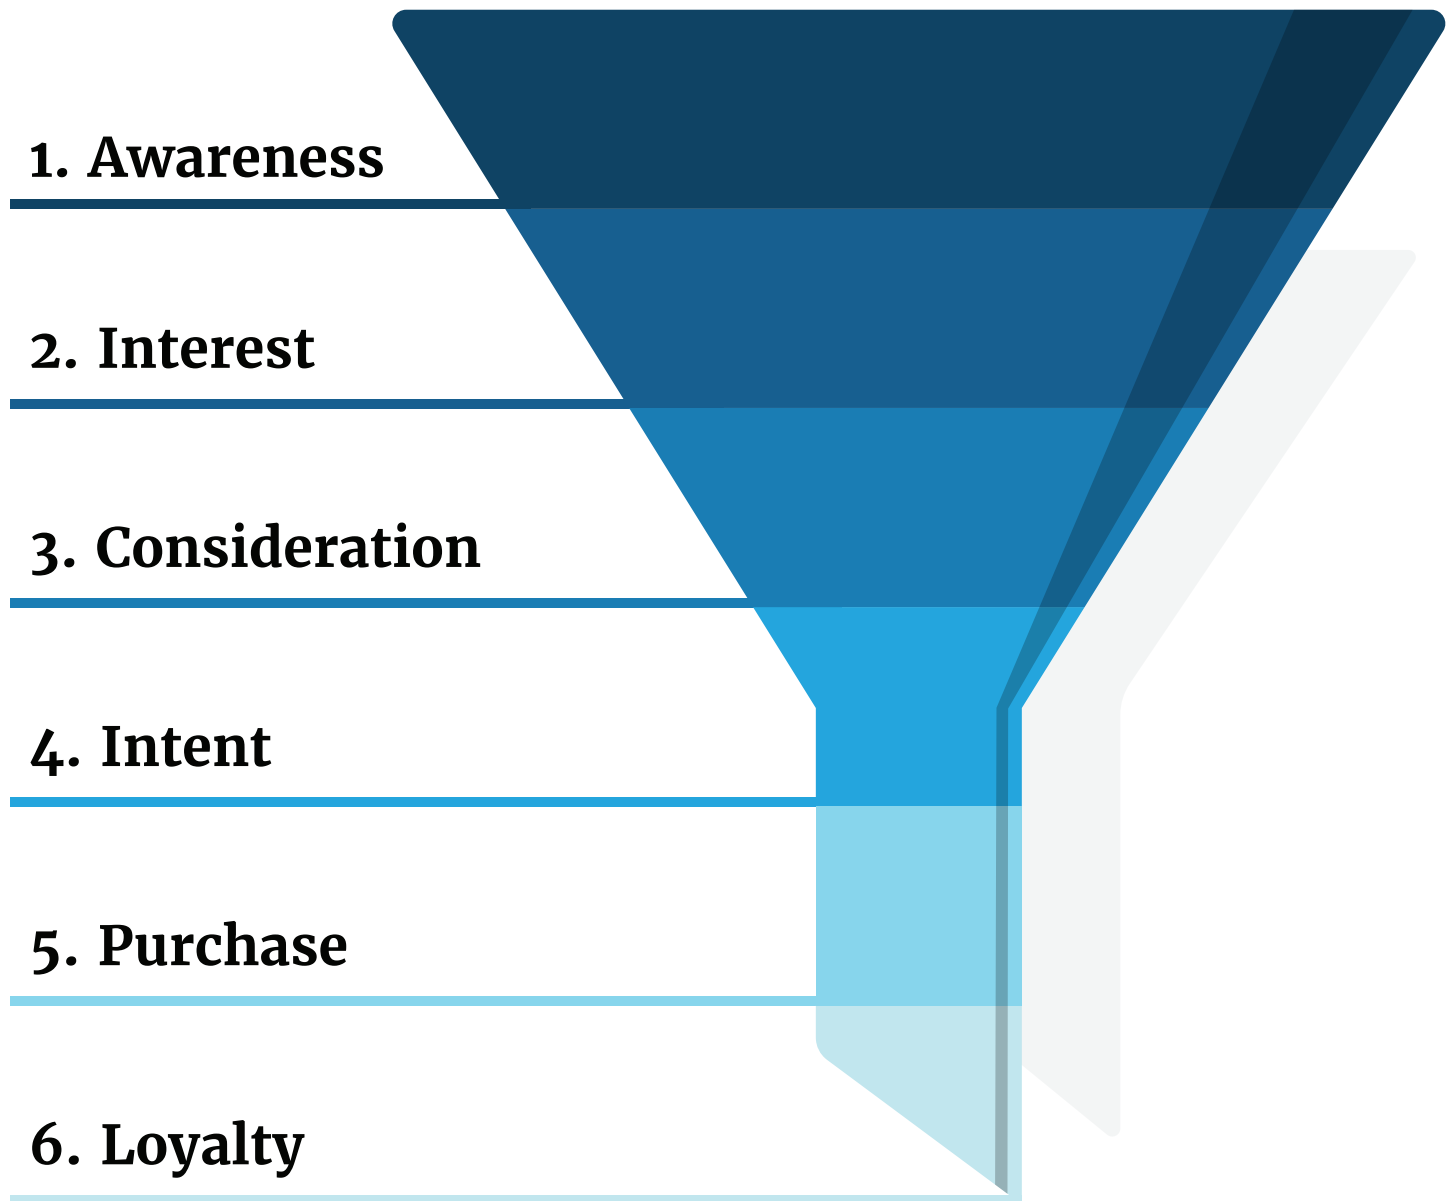 1. Awareness
2. Interest
3. Consideration
4. Intent
5. Purchase
6. Loyalty